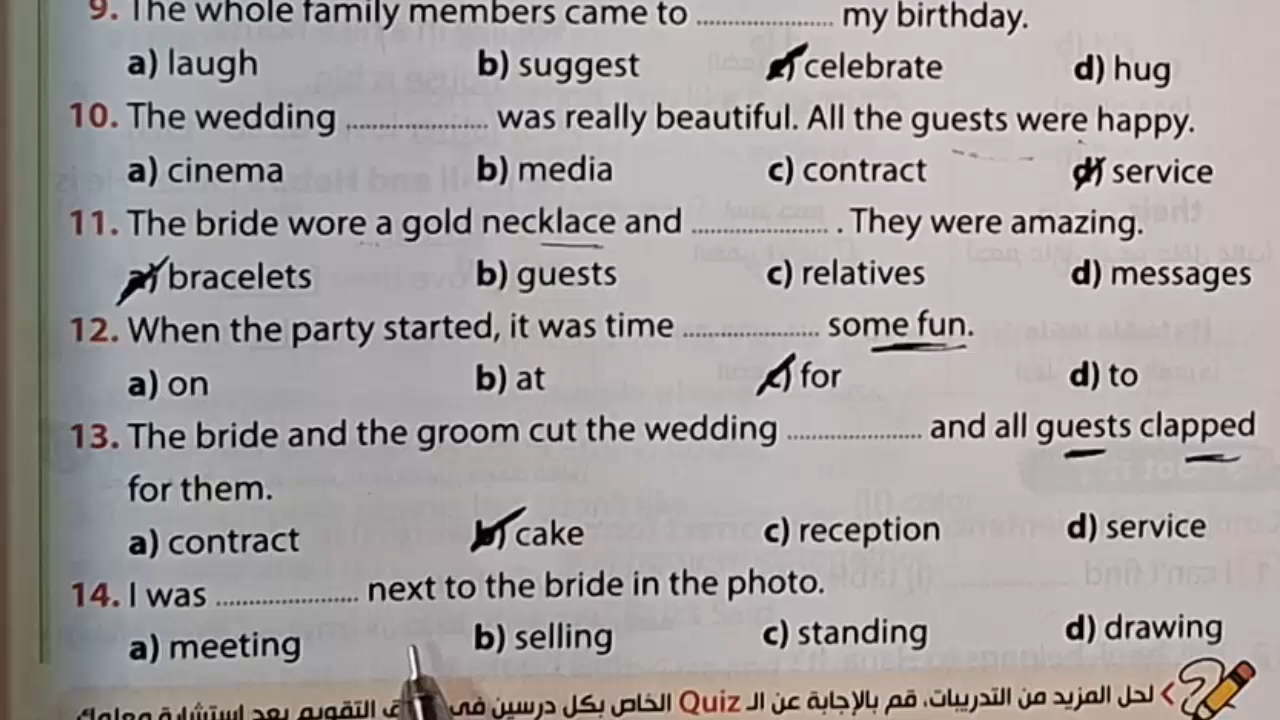 9. The whole family members came to .................... my birthday.
a) laugh b) suggest c) celebrate d) hug
10. The wedding .................... was really beautiful. All the guests were happy.
a) cinema b) media c) contract d) service
11. The bride wore a gold necklace and .................... . They were amazing.
a) bracelets b) guests c) relatives d) messages
12. When the party started, it was time .................... some fun.
a) on b) at c) for d) to
13. The bride and the groom cut the wedding .................... and all guests clapped
for them.
a) contract b) cake c) reception d) service
14. I was .................... next to the bride in the photo.
a) meeting b) selling c) standing d) drawing
لحل المزيد من التدريبات، قم بالإجابة عن الـ Quiz الخاص بكل درسين في التقويم بعد استشارة معلمك